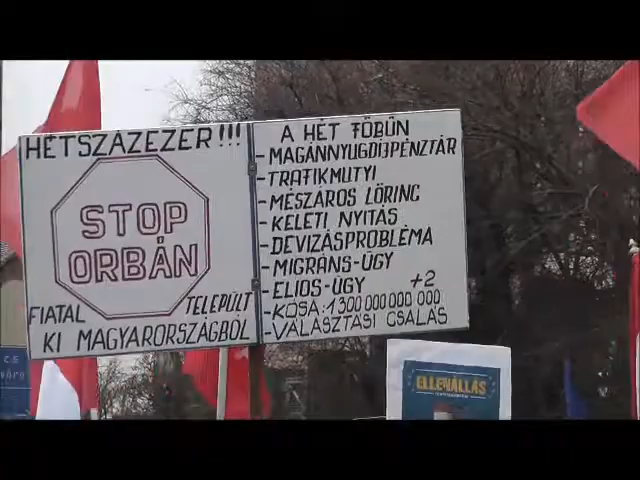 HÉTSZÁZEZER!!!
STOP
ORBÁN
FIATAL TELEPÜLT
KI MAGYARORSZÁGBÓL
A HÉT FŐBŰN
-MAGÁNNYUGDÍJPÉNZTÁR
-TRAFIKMUTYI
-MÉSZÁROS LŐRINC
-KELETI NYITÁS
-DEVIZÁSPROBLÉMA
-MIGRÁNS-ÜGY
-ELIOS-ÜGY +2
-KÓSA:1300 000 000 000
-VÁLASZTÁSI CSALÁS
ELLENÁLLÁS